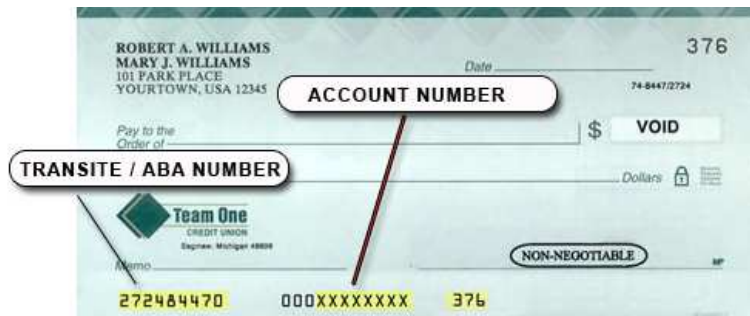 ROBERT A. WILLIAMS
MARY J. WILLIAMS
101 PARK PLACE
YOURTOWN, USA 12345
376
Date
74-8447/2724
ACCOUNT NUMBER
Pay to the
Order of
$ VOID
TRANSITE / ABA NUMBER
Dollars
Team One
CREDIT UNION
Saginaw, Michigan
Memo
NON-NEGOTIABLE
MP
272484470 000XXXXXXXX 376